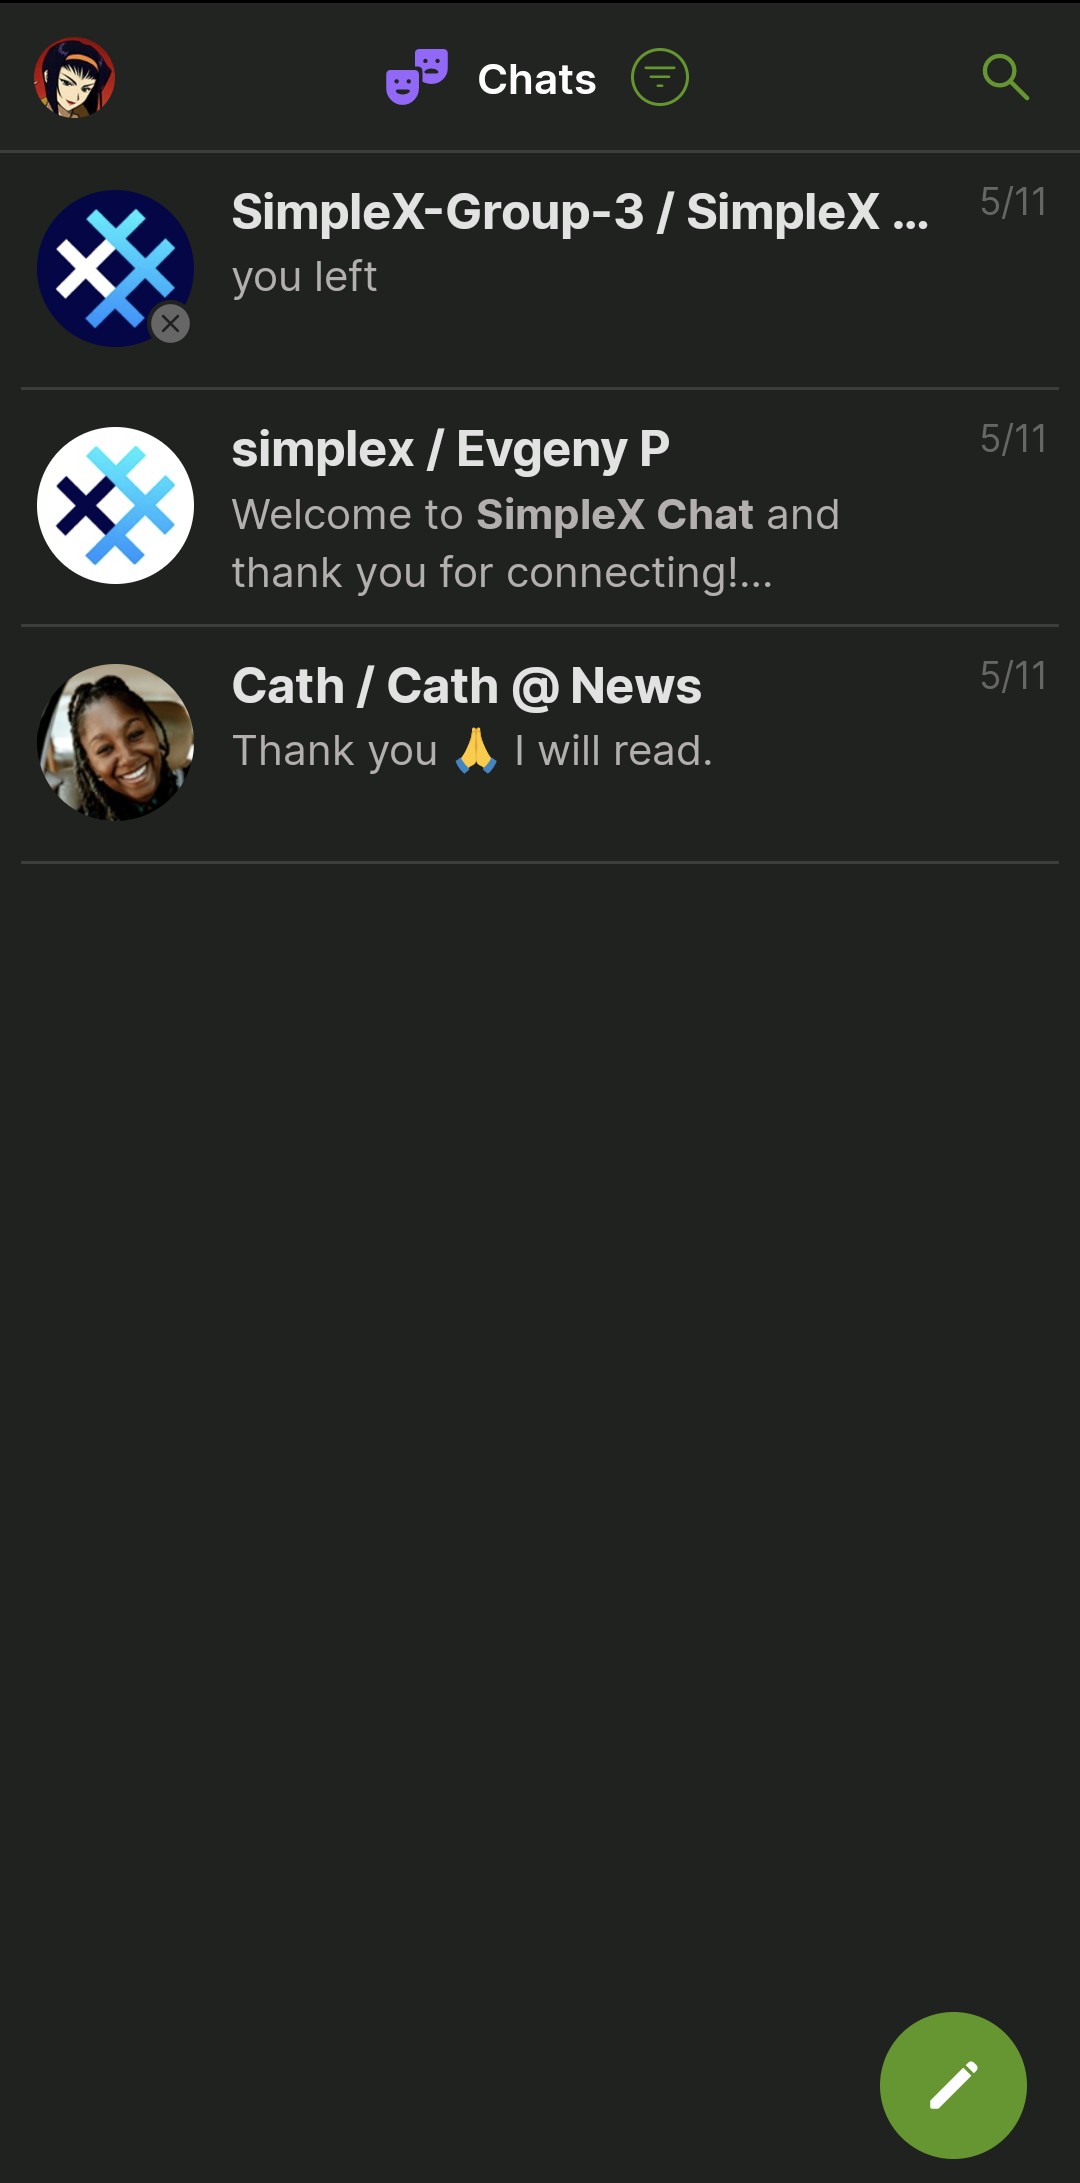 Chats
SimpleX-Group-3 / SimpleX ...
5/11
you left
simplex / Evgeny P
5/11
Welcome to SimpleX Chat and
thank you for connecting!...
Cath / Cath @ News
5/11
Thank you 🙏 I will read.